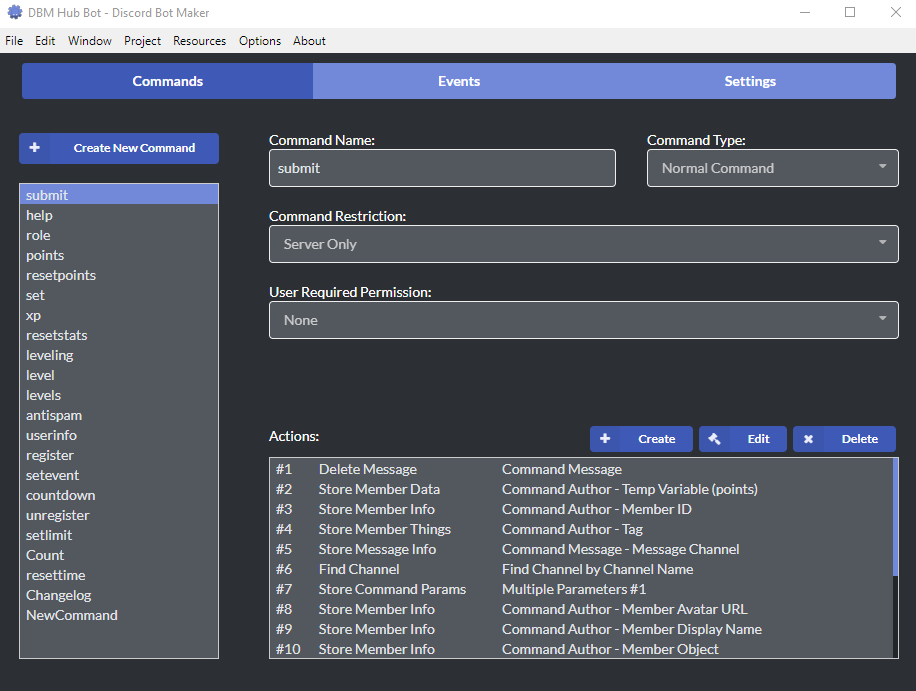 DBM Hub Bot - Discord Bot Maker
File Edit Window Project Resources Options About
Commands Events Settings
Create New Command
submit
help
role
points
resetpoints
set
xp
resetstats
leveling
level
levels
antispam
userinfo
register
setevent
countdown
unregister
setlimit
Count
resettime
Changelog
NewCommand
Command Name:
submit
Command Type:
Normal Command
Command Restriction:
Server Only
User Required Permission:
None
Actions:
Create Edit Delete
#1 Delete Message Command Message
#2 Store Member Data Command Author - Temp Variable (points)
#3 Store Member Info Command Author - Member ID
#4 Store Member Things Command Author - Tag
#5 Store Message Info Command Message - Message Channel
#6 Find Channel Find Channel by Channel Name
#7 Store Command Params Multiple Parameters #1
#8 Store Member Info Command Author - Member Avatar URL
#9 Store Member Info Command Author - Member Display Name
#10 Store Member Info Command Author - Member Object